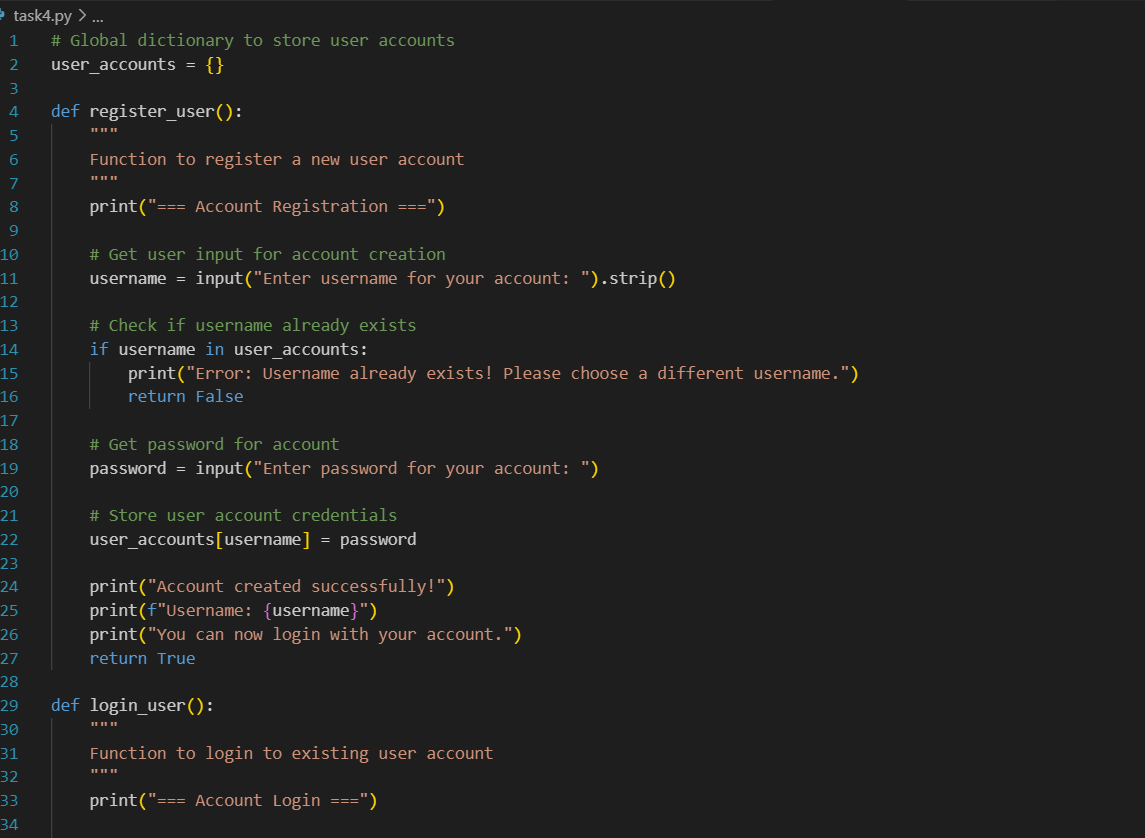 task4.py > ...
1 # Global dictionary to store user accounts
2 user_accounts = {}
3
4 def register_user():
5     """
6     Function to register a new user account
7     """
8     print("=== Account Registration ===")
9
10     # Get user input for account creation
11     username = input("Enter username for your account: ").strip()
12
13     # Check if username already exists
14     if username in user_accounts:
15         print("Error: Username already exists! Please choose a different username.")
16         return False
17
18     # Get password for account
19     password = input("Enter password for your account: ")
20
21     # Store user account credentials
22     user_accounts[username] = password
23
24     print("Account created successfully!")
25     print(f"Username: {username}")
26     print("You can now login with your account.")
27     return True
28
29 def login_user():
30     """
31     Function to login to existing user account
32     """
33     print("=== Account Login ===")
34